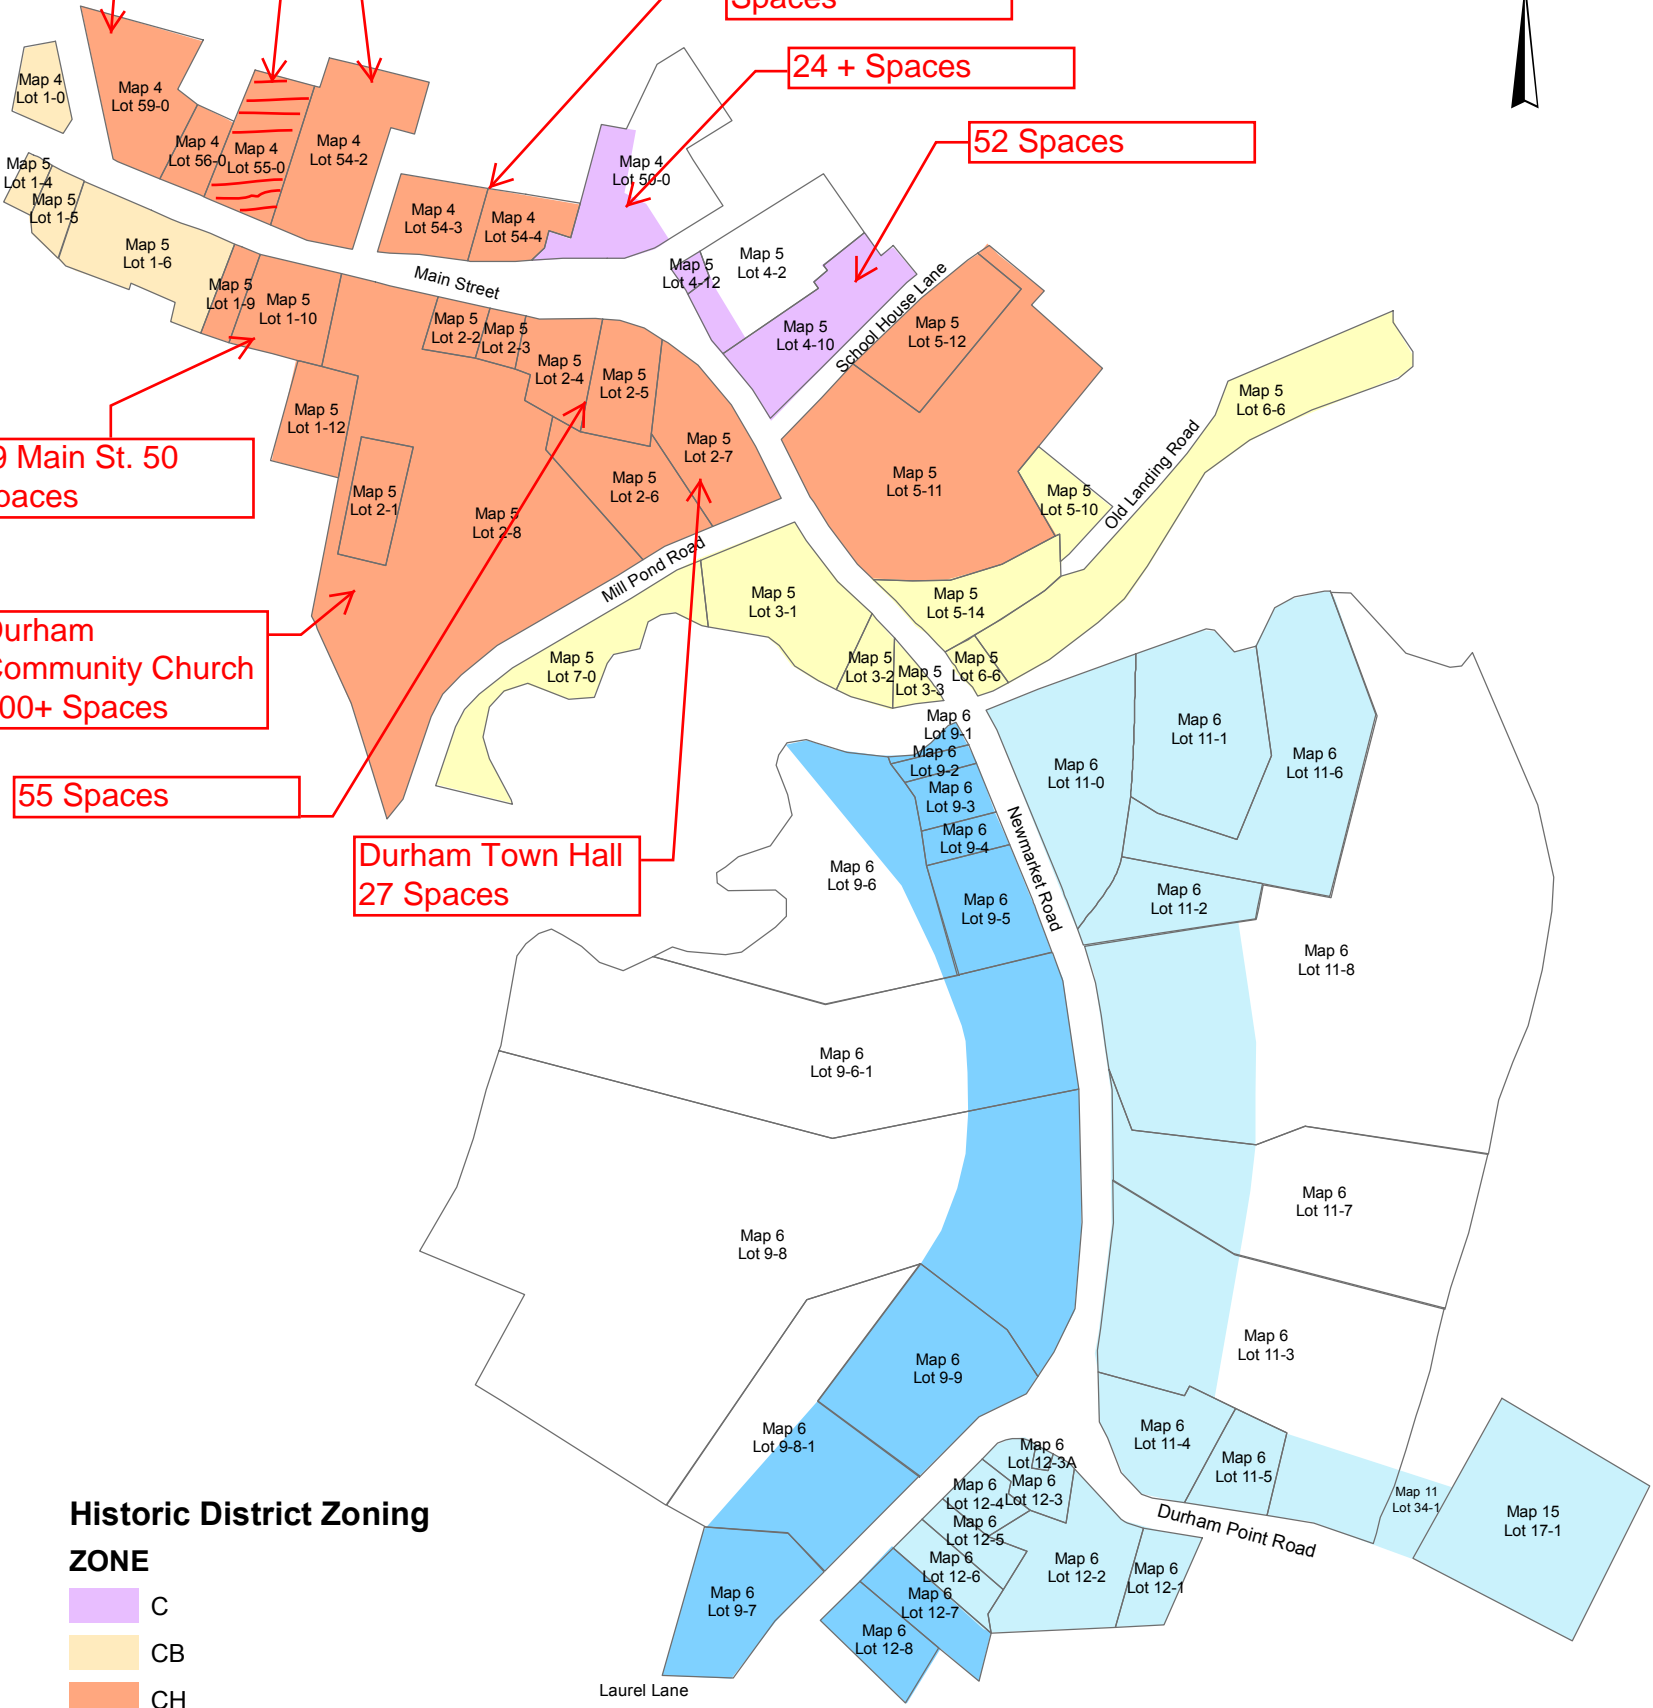 Spaces
24 + Spaces
52 Spaces
Map 4
Lot 1-0
Map 4
Lot 59-0
Map 4
Lot 56-0
Map 4
Lot 55-0
Map 4
Lot 54-2
Map 4
Lot 50-0
Map 5
Lot 1-4
Map 5
Lot 1-5
Map 5
Lot 1-6
Map 4
Lot 54-3
Map 4
Lot 54-4
Map 5
Lot 4-12
Map 5
Lot 4-2
Main Street
Map 5
Lot 1-9
Map 5
Lot 1-10
Map 5
Lot 2-2
Map 5
Lot 2-3
Map 5
Lot 2-4
Map 5
Lot 2-5
Map 5
Lot 4-10
School House Lane
Map 5
Lot 5-12
Map 5
Lot 6-6
Map 5
Lot 1-12
9 Main St. 50
paces
Map 5
Lot 2-1
Map 5
Lot 2-8
Map 5
Lot 2-6
Map 5
Lot 2-7
Map 5
Lot 5-11
Map 5
Lot 5-10
Old Landing Road
Mill Pond Road
Map 5
Lot 3-1
Map 5
Lot 5-14
Durham
Community Church
00+ Spaces
Map 5
Lot 7-0
Map 5
Lot 3-2
Map 5
Lot 3-3
Map 5
Lot 6-6
55 Spaces
Durham Town Hall
27 Spaces
Map 6
Lot 9-1
Map 6
Lot 9-2
Map 6
Lot 9-3
Map 6
Lot 9-4
Map 6
Lot 9-5
Map 6
Lot 9-6
Newmarket Road
Map 6
Lot 11-0
Map 6
Lot 11-1
Map 6
Lot 11-6
Map 6
Lot 11-2
Map 6
Lot 11-8
Map 6
Lot 9-6-1
Map 6
Lot 11-7
Map 6
Lot 9-8
Map 6
Lot 11-3
Map 6
Lot 9-9
Map 6
Lot 9-8-1
Map 6
Lot 11-4
Map 6
Lot 11-5
Map 11
Lot 34-1
Map 15
Lot 17-1
Durham Point Road
Map 6
Lot 12-3A
Map 6
Lot 12-3
Map 6
Lot 12-4
Map 6
Lot 12-5
Map 6
Lot 12-6
Map 6
Lot 12-2
Map 6
Lot 12-1
Map 6
Lot 12-7
Map 6
Lot 12-8
Map 6
Lot 9-7
Laurel Lane
Historic District Zoning
ZONE
C
CB
CH